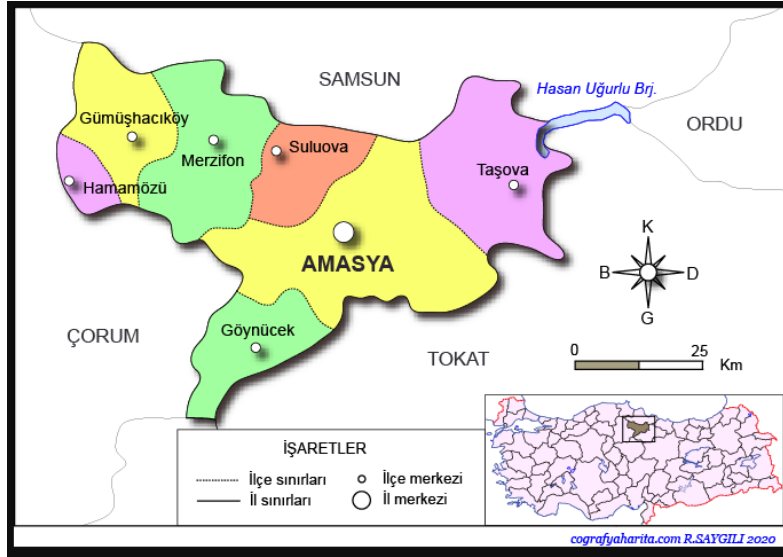 SAMSUN
Hasan Uğurlu Brj.
ORDU
Gümüşhacıköy
Merzifon
Suluova
Hamamözü
Taşova
AMASYA
K
B
D
G
ÇORUM
Göynücek
TOKAT
0
25
Km
İŞARETLER
İlçe sınırları
İlçe merkezi
İl sınırları
İl merkezi
cografyaharita.com R.SAYGILI 2020